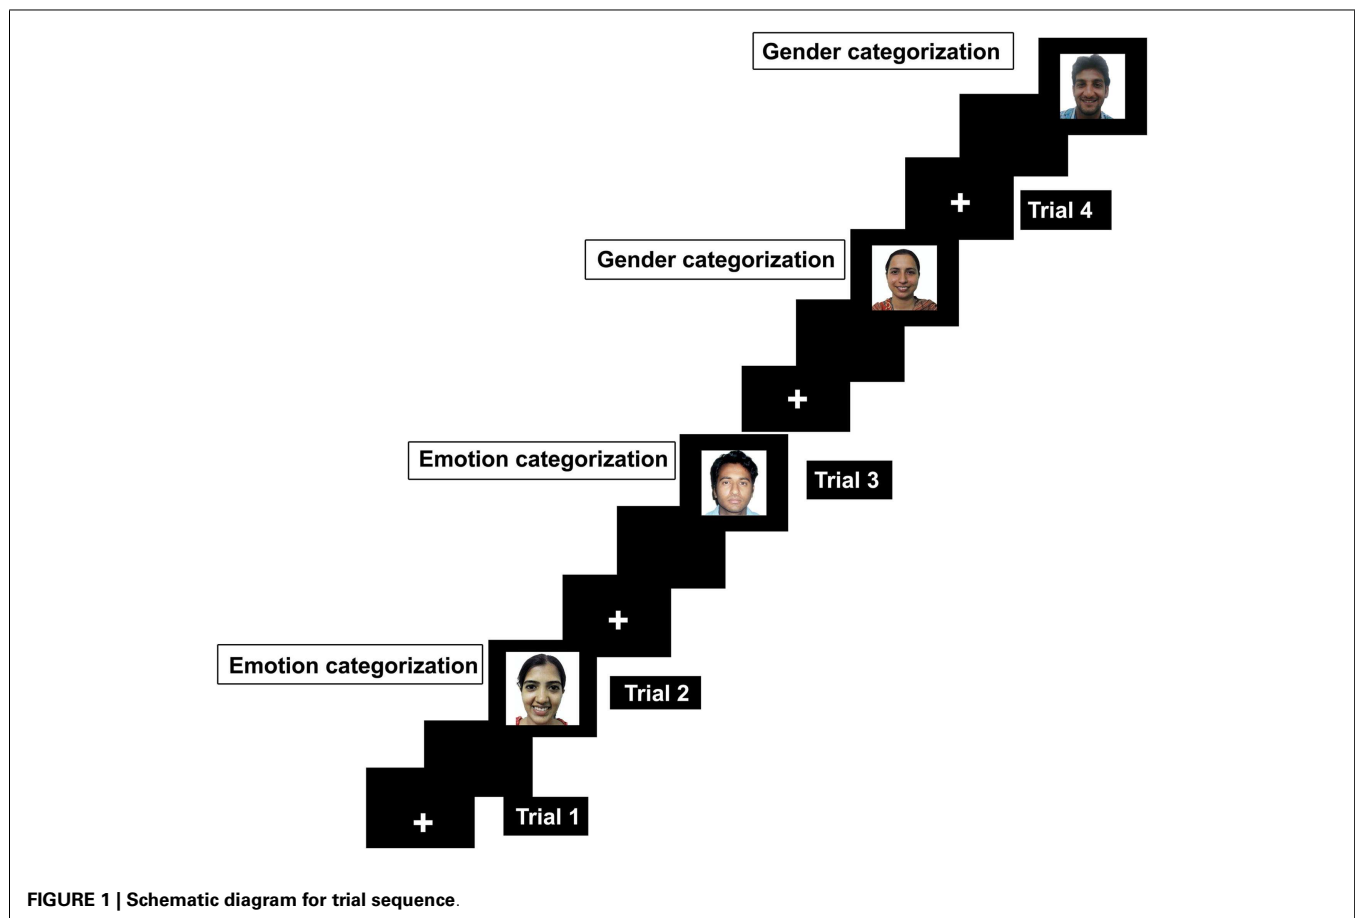 Gender categorization
Trial 4
Gender categorization
Emotion categorization
Trial 3
Emotion categorization
Trial 2
Trial 1
FIGURE 1 | Schematic diagram for trial sequence.